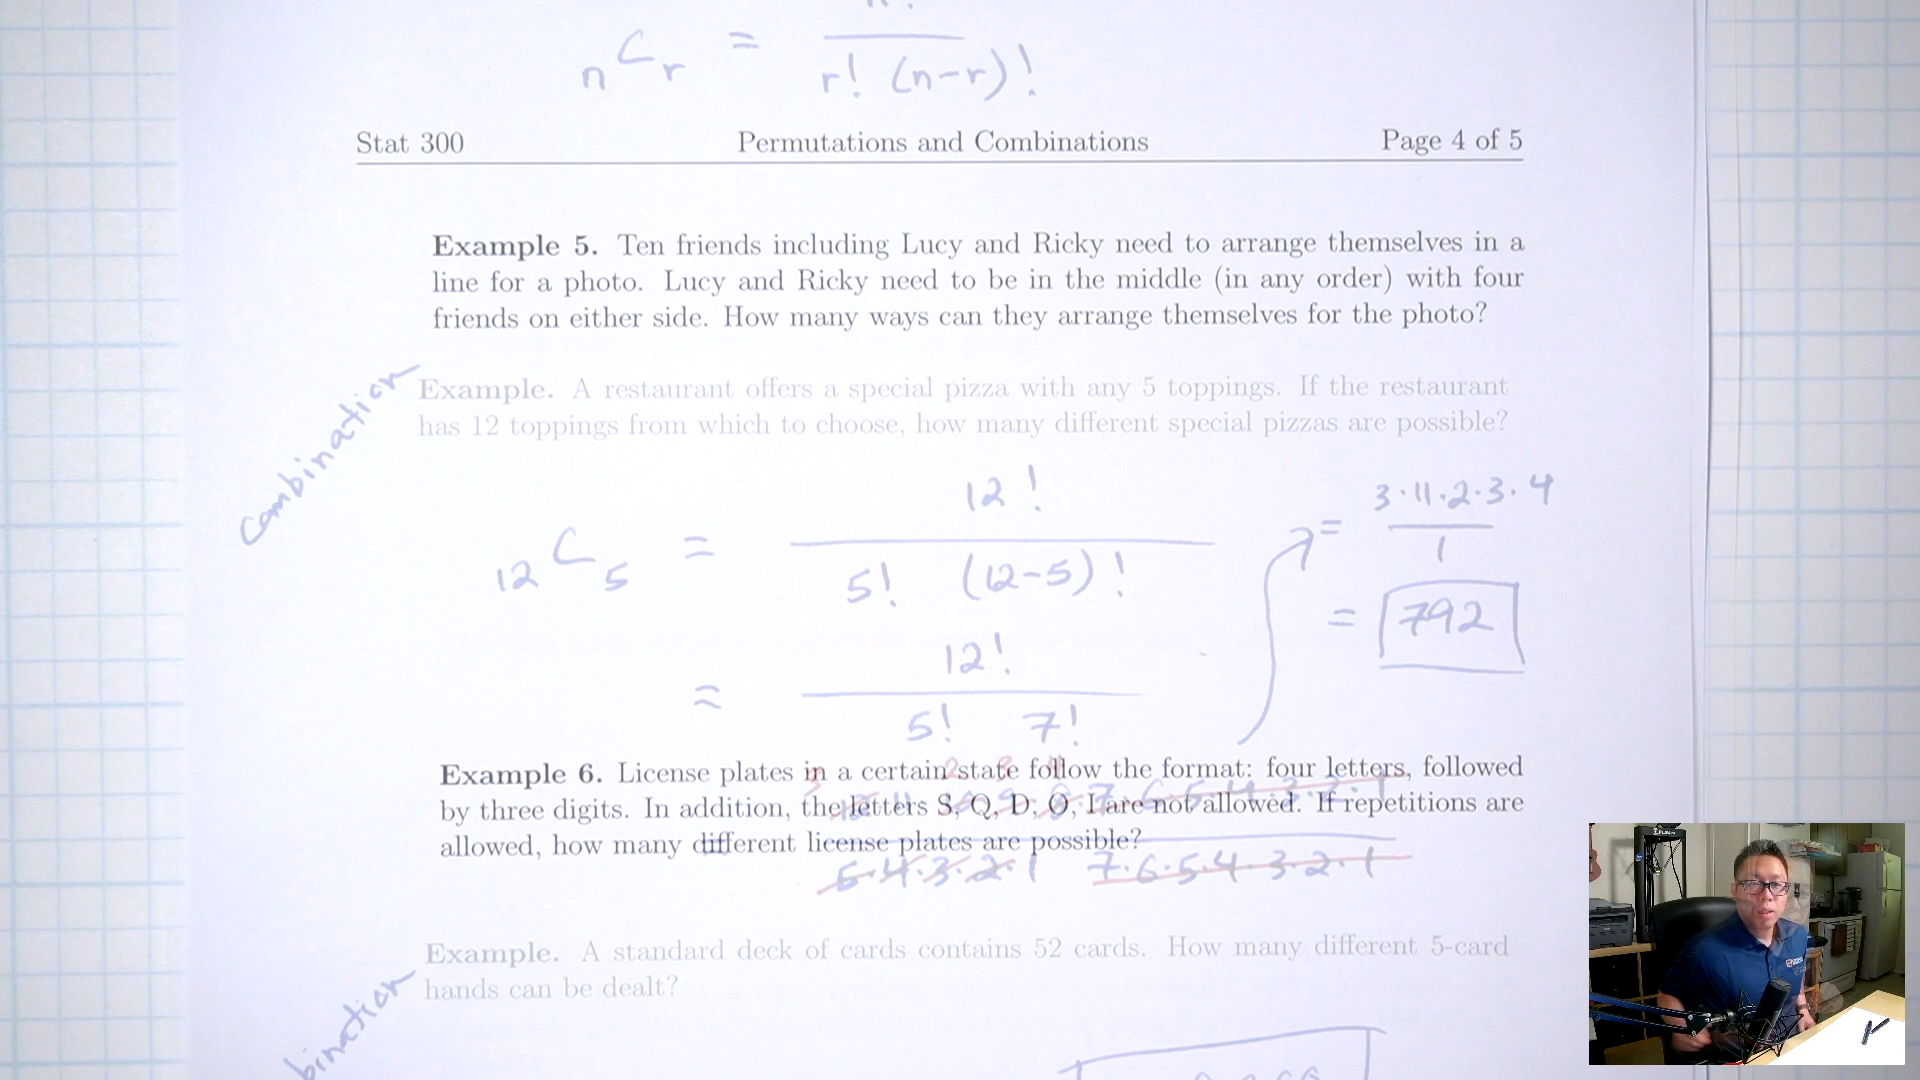 nCr = r! (n-r)!
Stat 300 Permutations and Combinations Page 4 of 5
Example 5. Ten friends including Lucy and Ricky need to arrange themselves in a
line for a photo. Lucy and Ricky need to be in the middle (in any order) with four
friends on either side. How many ways can they arrange themselves for the photo?
Combination
Example. A restaurant offers a special pizza with any 5 toppings. If the restaurant
has 12 toppings from which to choose, how many different special pizzas are possible?
12!
12C5 =
5! (12-5)!
= 3·11·2·3·4
1
= 792
12!
=
5! 7!
Example 6. License plates in a certain state follow the format: four letters, followed
by three digits. In addition, the letters S, Q, D, O, I are not allowed. If repetitions are
allowed, how many different license plates are possible?
5·4·3·2·1 7·6·5·4·3·2·1
Example. A standard deck of cards contains 52 cards. How many different 5-card
hands can be dealt?